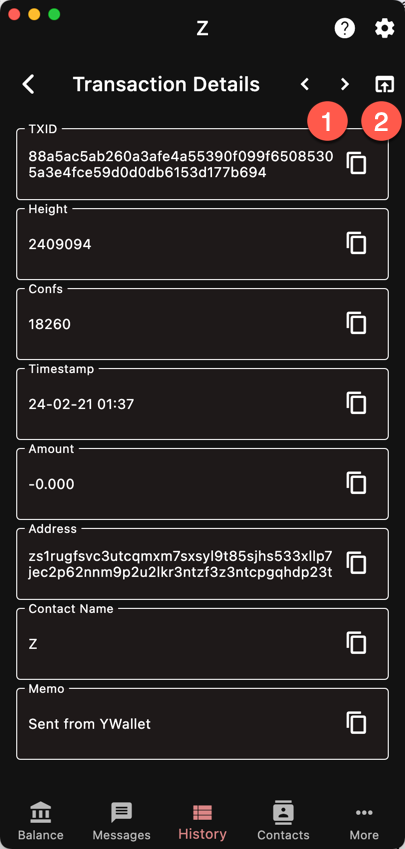 Z
Transaction Details
1
2
TXID
88a5ac5ab260a3afe4a55390f099f6508530
5a3e4fce59d0d0db6153d177b694
Height
2409094
Confs
18260
Timestamp
24-02-21 01:37
Amount
-0.000
Address
zs1rugfsvc3utcqmxm7sxsyl9t85sjhs533xllp7
jec2p62nnm9p2u2lkr3ntzf3z3ntcpgqhdp23t
Contact Name
Z
Memo
Sent from YWallet
Balance
Messages
History
Contacts
More